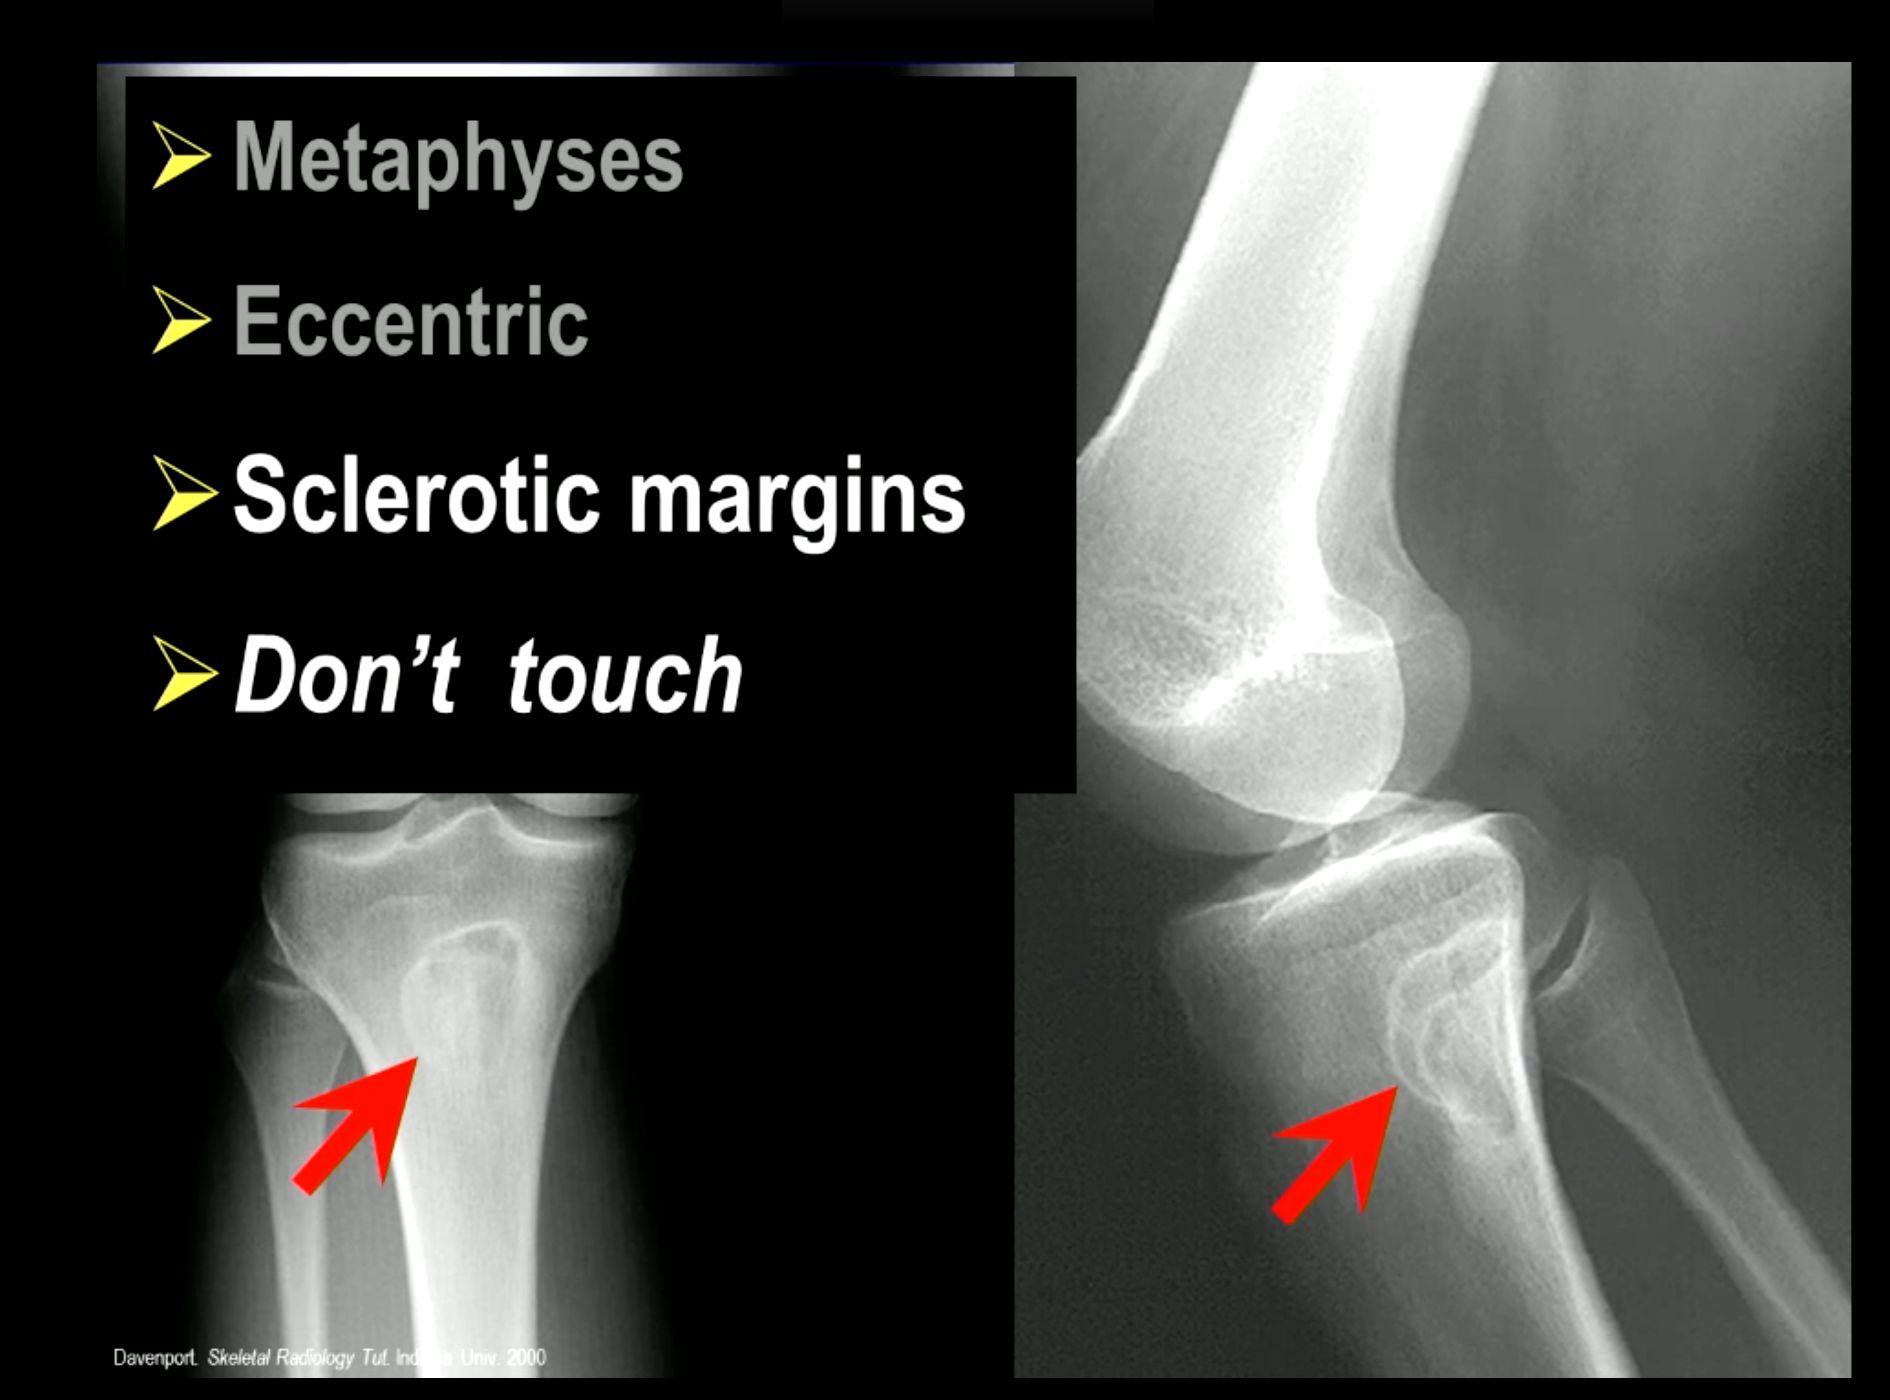 Metaphyses
Eccentric
Sclerotic margins
Don't touch
Davenport. Skeletal Radiology Tut. Univ. 2000